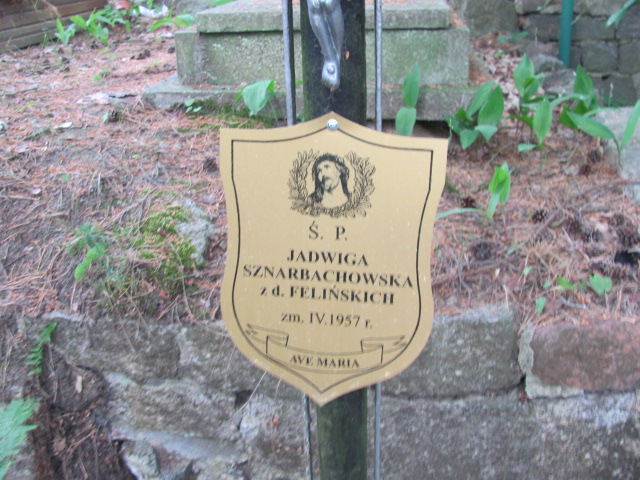 Ś. P.
JADWIGA
SZNARBACHOWSKA
z d. FELIŃSKICH
zm. IV.1957 r.
AVE MARIA